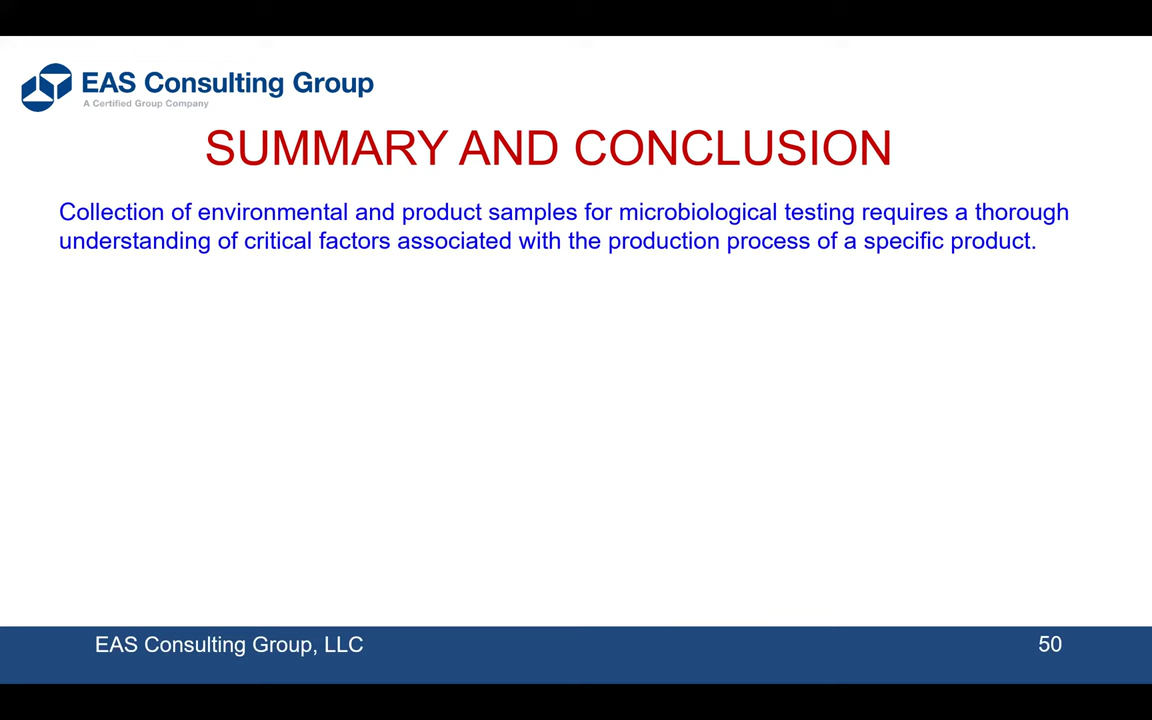 EAS Consulting Group
A Certified Group Company
SUMMARY AND CONCLUSION
Collection of environmental and product samples for microbiological testing requires a thorough
understanding of critical factors associated with the production process of a specific product.
EAS Consulting Group, LLC
50